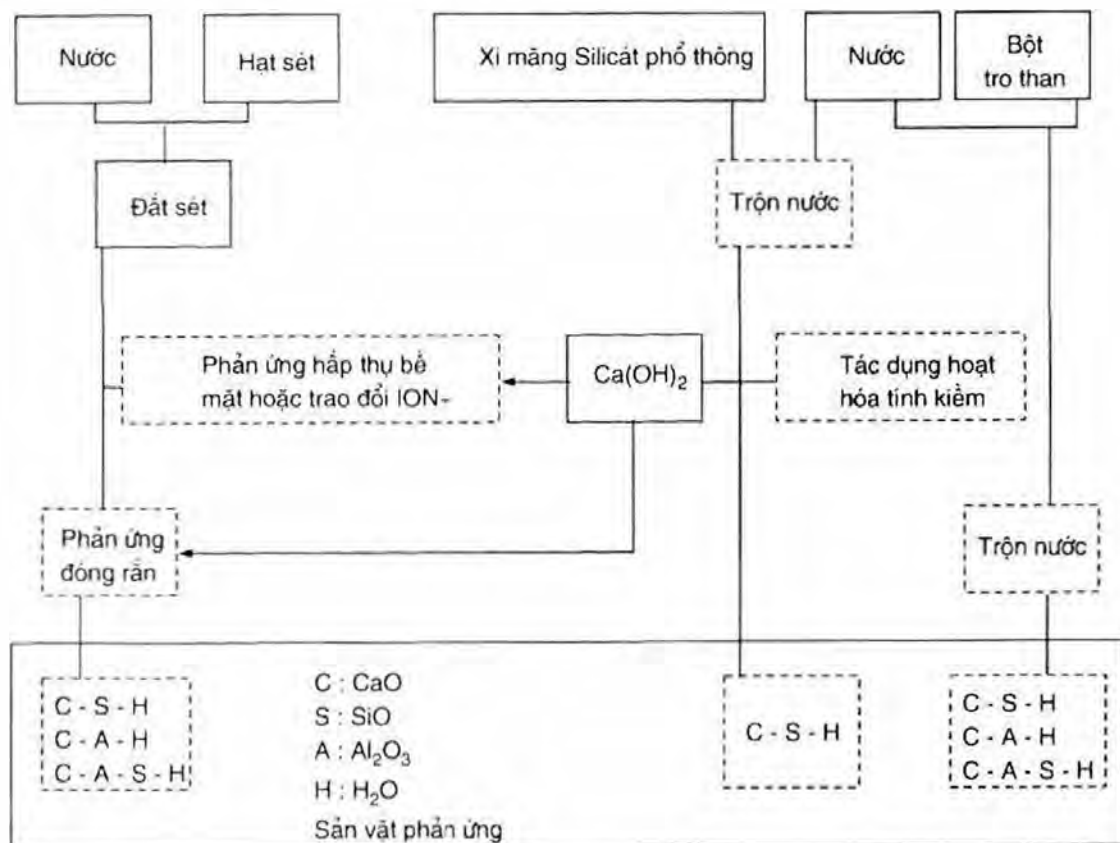 Nước
Hạt sét
Xi măng Silicát phổ thông
Nước
Bột
tro than
Đất sét
Trộn nước
Phản ứng hấp thụ bề
mặt hoặc trao đổi ION-
Ca(OH)₂
Tác dụng hoạt
hóa tính kiềm
Phản ứng
đóng rắn
Trộn nước
C - S - H
C - A - H
C - A - S - H
C : CaO
S : SiO
A : Al₂O₃
H : H₂O
Sản vật phản ứng
C - S - H
C - S - H
C - A - H
C - A - S - H